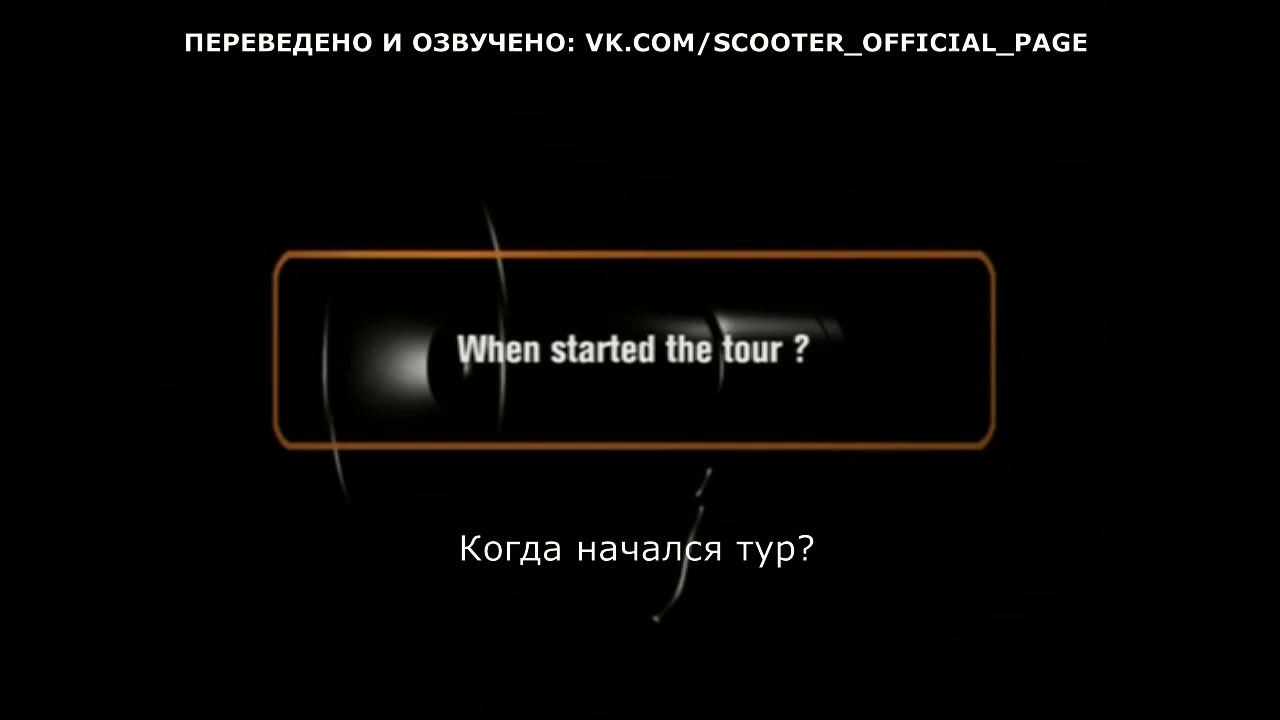 ПЕРЕВЕДЕНО И ОЗВУЧЕНО: VK.COM/SCOOTER_OFFICIAL_PAGE
When started the tour ?
Когда начался тур?